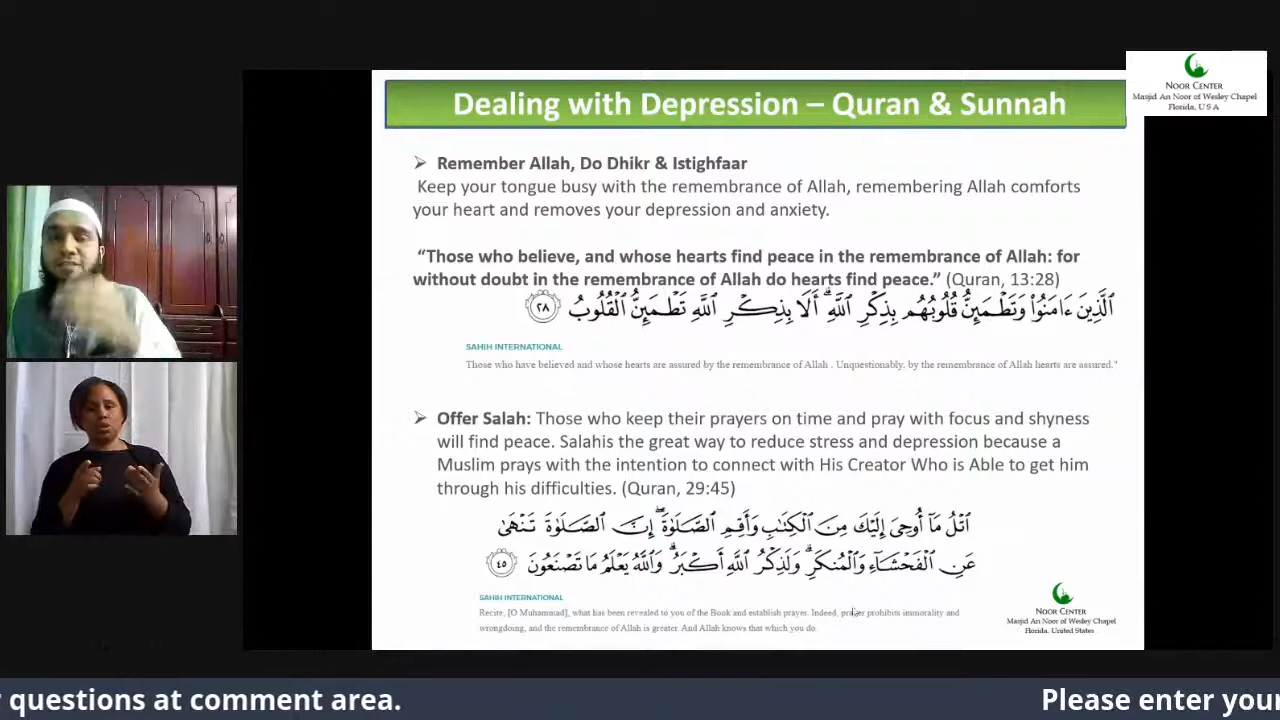 Dealing with Depression – Quran & Sunnah
NOOR CENTER
Masjid An Noor of Wesley Chapel
Florida, U S A
➢ Remember Allah, Do Dhikr & Istighfaar
Keep your tongue busy with the remembrance of Allah, remembering Allah comforts
your heart and removes your depression and anxiety.
“Those who believe, and whose hearts find peace in the remembrance of Allah: for
without doubt in the remembrance of Allah do hearts find peace.” (Quran, 13:28)
ٱلَّذِينَ ءَامَنُوا۟ وَتَطْمَئِنُّ قُلُوبُهُم بِذِكْرِ ٱللَّهِ ۗ أَلَا بِذِكْرِ ٱللَّهِ تَطْمَئِنُّ ٱلْقُلُوبُ ٢٨
SAHIH INTERNATIONAL
Those who have believed and whose hearts are assured by the remembrance of Allah . Unquestionably, by the remembrance of Allah hearts are assured."
➢ Offer Salah: Those who keep their prayers on time and pray with focus and shyness
will find peace. Salahis the great way to reduce stress and depression because a
Muslim prays with the intention to connect with His Creator Who is Able to get him
through his difficulties. (Quran, 29:45)
ٱتْلُ مَآ أُوحِىَ إِلَيْكَ مِنَ ٱلْكِتَـٰبِ وَأَقِمِ ٱلصَّلَوٰةَ ۖ إِنَّ ٱلصَّلَوٰةَ تَنْهَىٰ
عَنِ ٱلْفَحْشَآءِ وَٱلْمُنكَرِ ۗ وَلَذِكْرُ ٱللَّهِ أَكْبَرُ ۗ وَٱللَّهُ يَعْلَمُ مَا تَصْنَعُونَ ٤٥
SAHIH INTERNATIONAL
Recite, [O Muhammad], what has been revealed to you of the Book and establish prayer. Indeed, prayer prohibits immorality and
wrongdoing, and the remembrance of Allah is greater. And Allah knows that which you do.
NOOR CENTER
Masjid An Noor of Wesley Chapel
Florida, United States
questions at comment area.
Please enter your